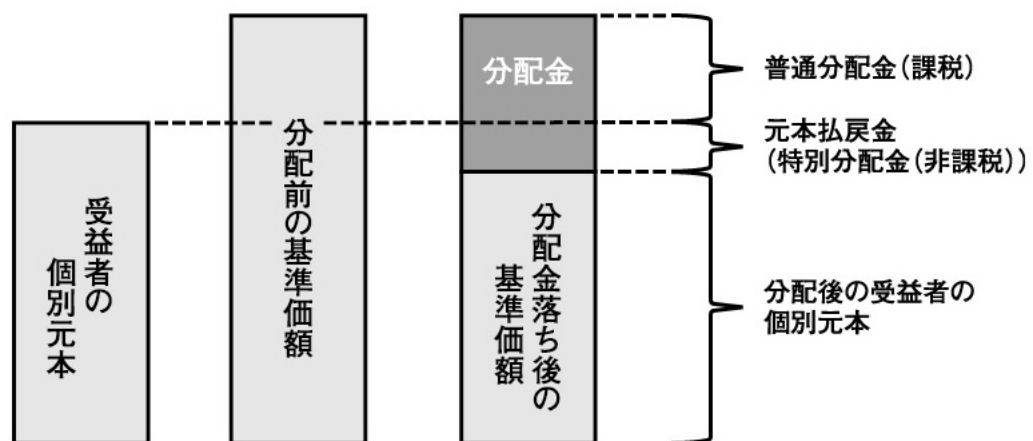 受益者の
個別元本
分配前の基準価額
分配金
分配金落ち後の
基準価額
普通分配金(課税)
元本払戻金
(特別分配金(非課税))
分配後の受益者の
個別元本